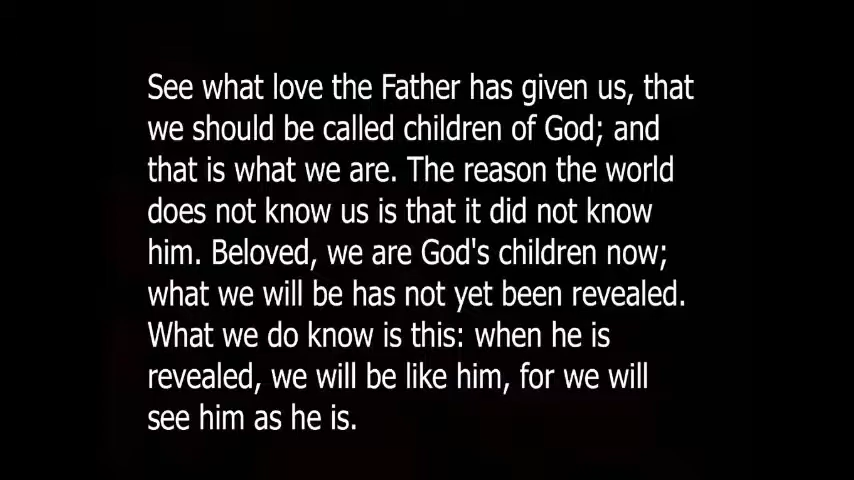 See what love the Father has given us, that
we should be called children of God; and
that is what we are. The reason the world
does not know us is that it did not know
him. Beloved, we are God's children now;
what we will be has not yet been revealed.
What we do know is this: when he is
revealed, we will be like him, for we will
see him as he is.